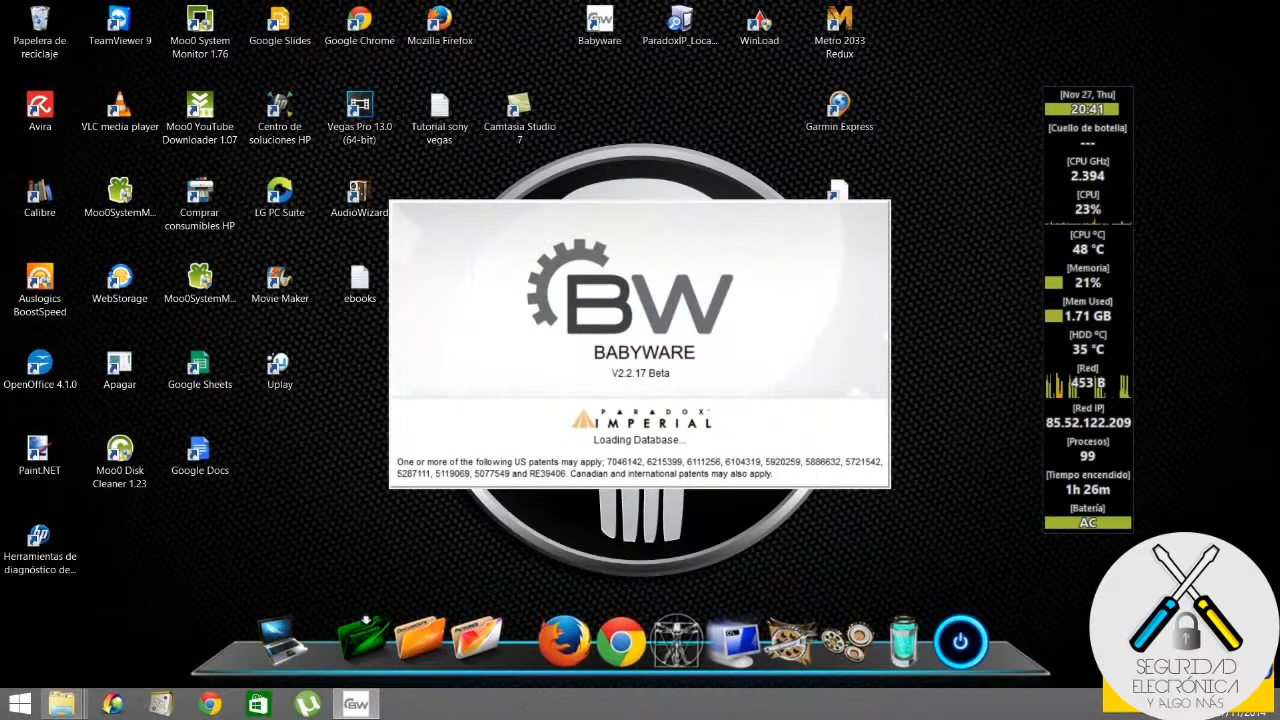 Papelera de
reciclaje
TeamViewer 9
Moo0 System
Monitor 1.76
Google Slides
Google Chrome
Mozilla Firefox
Babyware
ParadoxIP_Loca...
WinLoad
Metro 2033
Redux
Avira
VLC media player
Moo0 YouTube
Downloader 1.07
Centro de
soluciones HP
Vegas Pro 13.0
(64-bit)
Tutorial sony
vegas
Camtasia Studio
7
Garmin Express
Calibre
Moo0SystemM...
Comprar
consumibles HP
LG PC Suite
AudioWizard
Auslogics
BoostSpeed
WebStorage
Moo0SystemM...
Movie Maker
ebooks
OpenOffice 4.1.0
Apagar
Google Sheets
Uplay
Paint.NET
Moo0 Disk
Cleaner 1.23
Google Docs
Herramientas de
diagnóstico de...
BW
BABYWARE
V2.2.17 Beta
PARADOX™
IMPERIAL
Loading Database...
One or more of the following US patents may apply; 7046142, 6215399, 6111256, 6104319, 5920259, 5886632, 5721542,
5287111, 5119069, 5077549 and RE39406. Canadian and international patents may also apply.
[Nov 27, Thu]
20:41
[Cuello de botella]
---
[CPU GHz]
2.394
[CPU]
23%
[CPU °C]
48 °C
[Memoria]
21%
[Mem Used]
1.71 GB
[HDD °C]
35 °C
[Red]
453 B
[Red IP]
85.52.122.209
[Procesos]
99
[Tiempo encendido]
1h 26m
[Batería]
AC
SEGURIDAD
ELECTRÓNICA
Y ALGO MÁS
BW